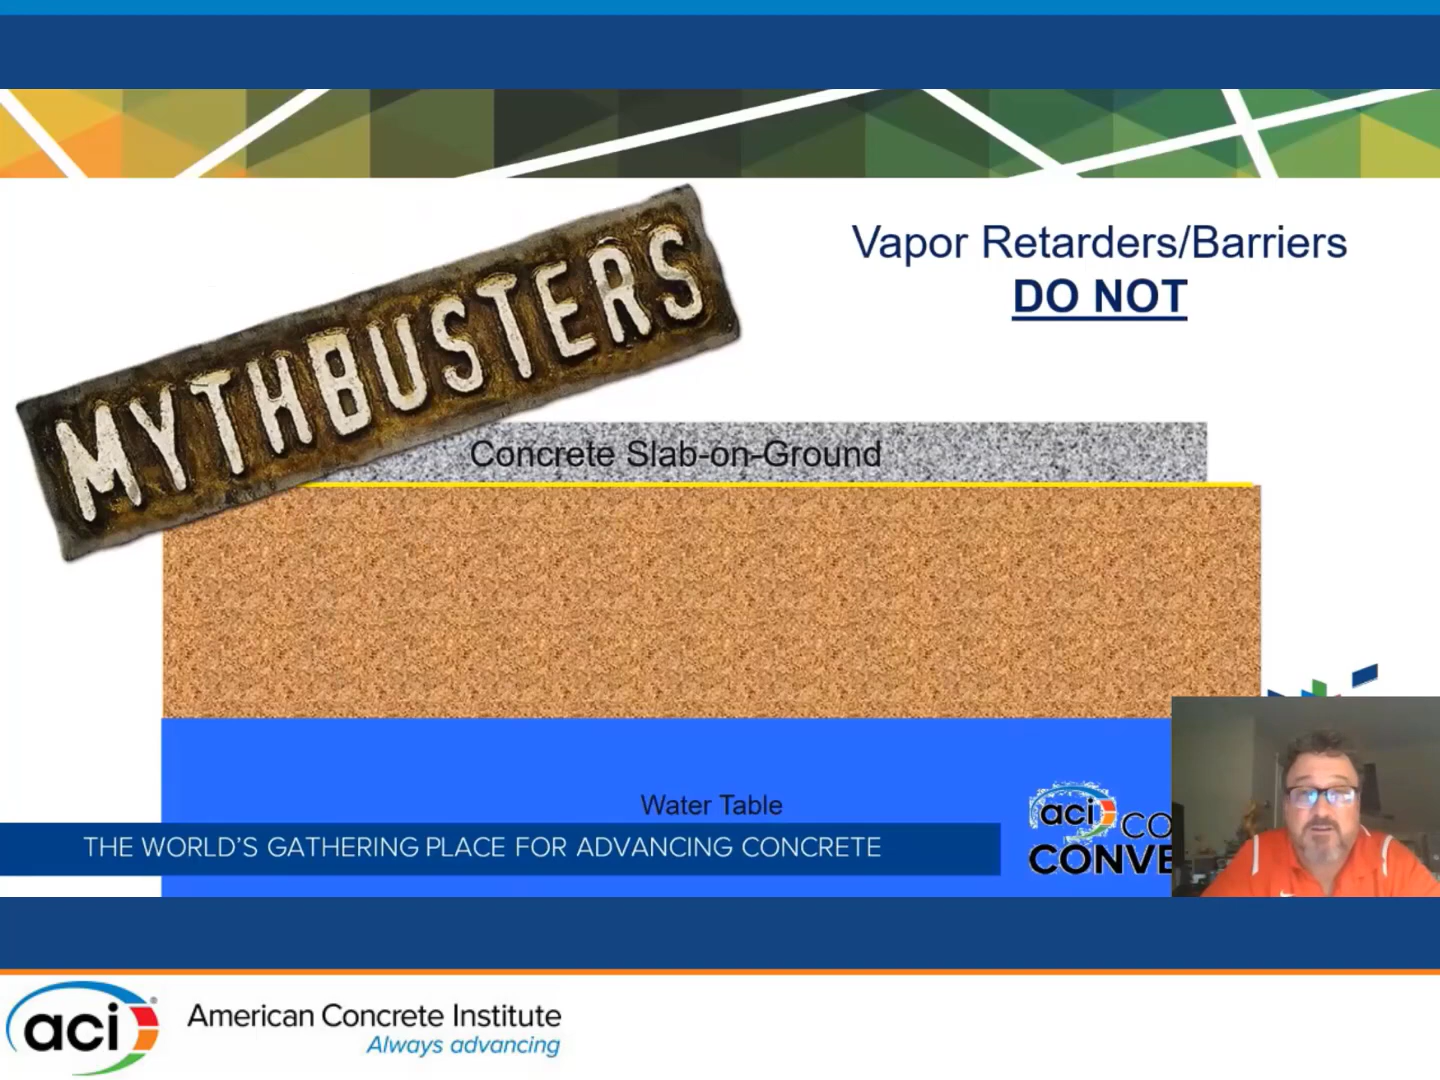 MYTHBUSTERS
Vapor Retarders/Barriers
DO NOT
Concrete Slab-on-Ground
Water Table
THE WORLD'S GATHERING PLACE FOR ADVANCING CONCRETE
aci
CO
CONVE
aci
American Concrete Institute
Always advancing